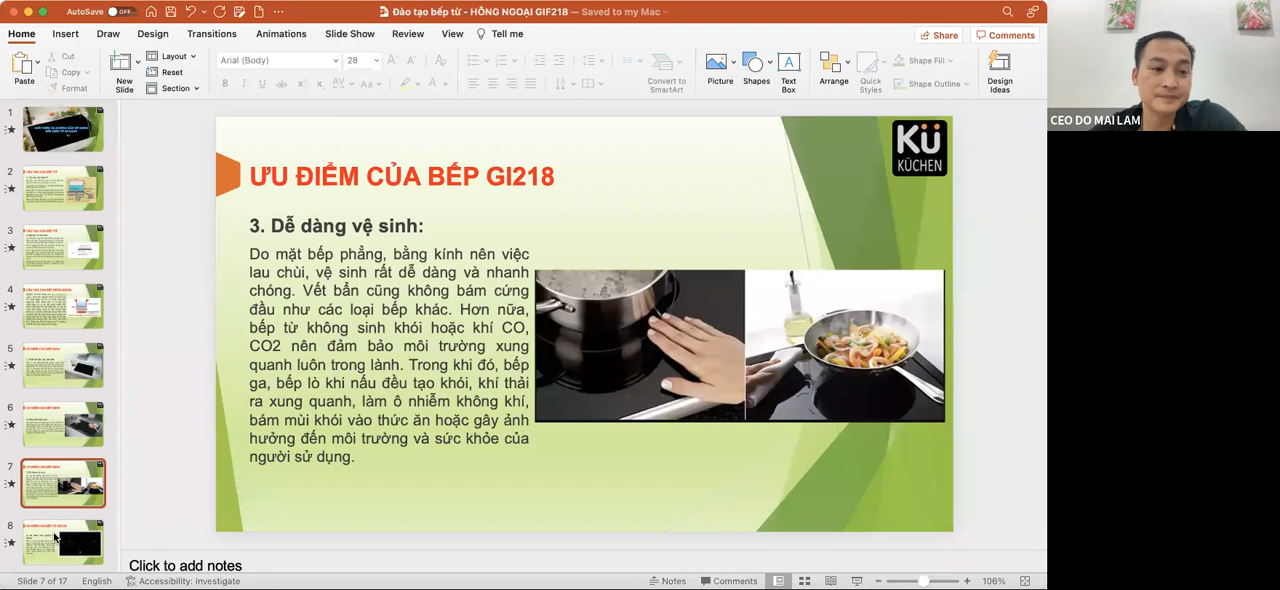 AutoSave OFF
Đào tạo bếp từ - HỒNG NGOẠI GIF218 — Saved to my Mac
Home Insert Draw Design Transitions Animations Slide Show Review View Tell me Share Comments
Paste
Cut
Copy
Format
New Slide
Layout
Reset
Section
Arial (Body) 28
Convert to SmartArt
Picture
Shapes
Text Box
Arrange
Quick Styles
Shape Fill
Shape Outline
Design Ideas
CEO DO MAI LAM
1
2
3
4
5
6
7
8
KÜ
KÜCHEN
ƯU ĐIỂM CỦA BẾP GI218
3. Dễ dàng vệ sinh:
Do mặt bếp phẳng, bằng kính nên việc
lau chùi, vệ sinh rất dễ dàng và nhanh
chóng. Vết bẩn cũng không bám cứng
đầu như các loại bếp khác. Hơn nữa,
bếp từ không sinh khói hoặc khí CO,
CO2 nên đảm bảo môi trường xung
quanh luôn trong lành. Trong khi đó, bếp
ga, bếp lò khi nấu đều tạo khói, khí thải
ra xung quanh, làm ô nhiễm không khí,
bám mùi khói vào thức ăn hoặc gây ảnh
hưởng đến môi trường và sức khỏe của
người sử dụng.
Click to add notes
Slide 7 of 17 English Accessibility: Investigate Notes Comments 106%